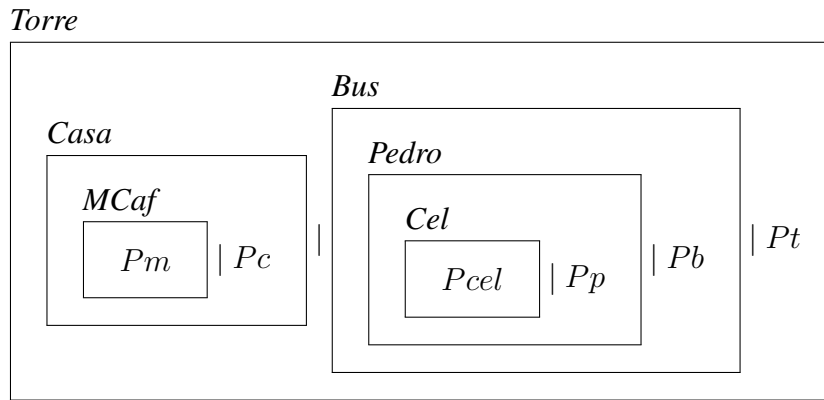 Torre
Bus
Casa
Pedro
MCaf
Cel
Pm | Pc | Pcel | Pp | Pb | Pt